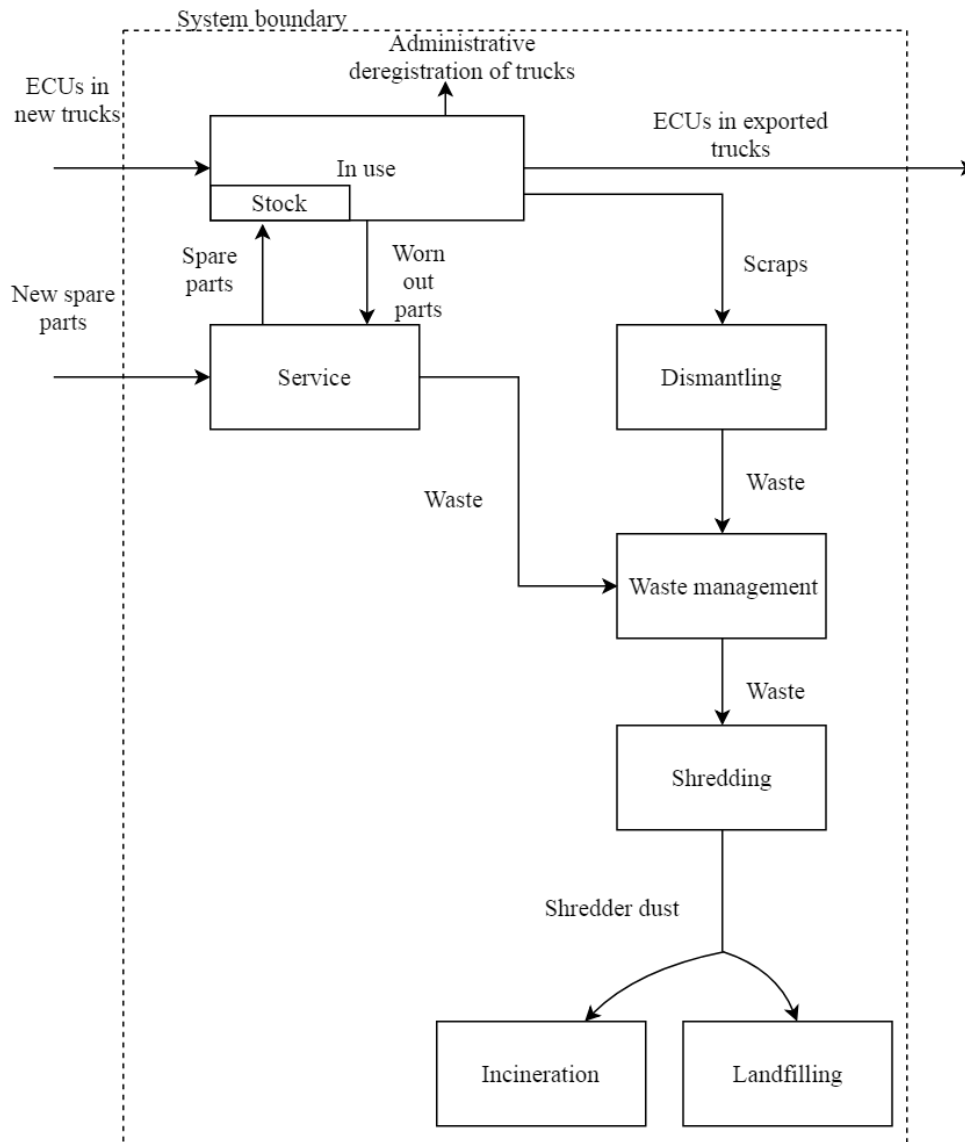 System boundary
Administrative
deregistration of trucks
ECUs in
new trucks
ECUs in exported
trucks
In use
Stock
Spare
parts
Worn
out
parts
Scraps
New spare
parts
Service
Dismantling
Waste
Waste
Waste management
Waste
Shredding
Shredder dust
Incineration
Landfilling